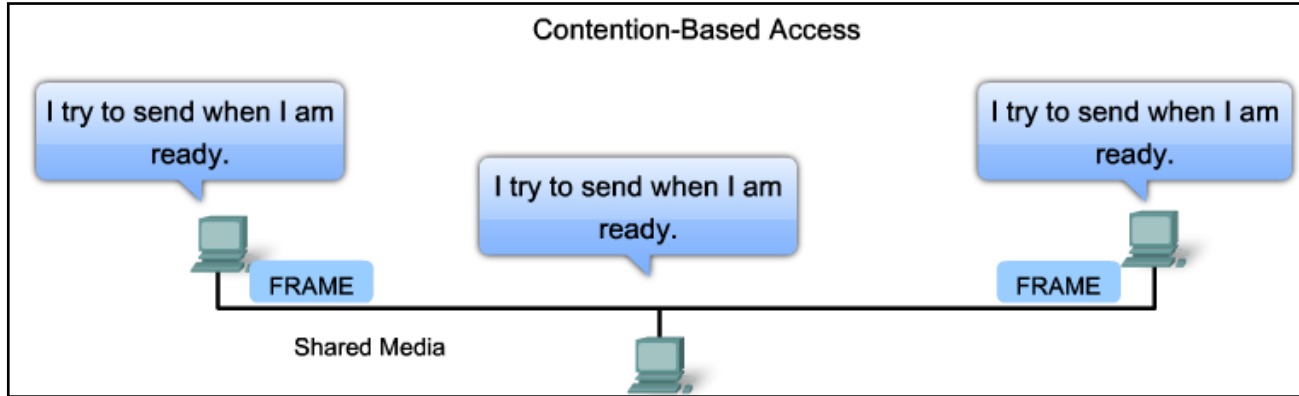 Contention-Based Access
I try to send when I am
ready.
I try to send when I am
ready.
I try to send when I am
ready.
FRAME
FRAME
Shared Media